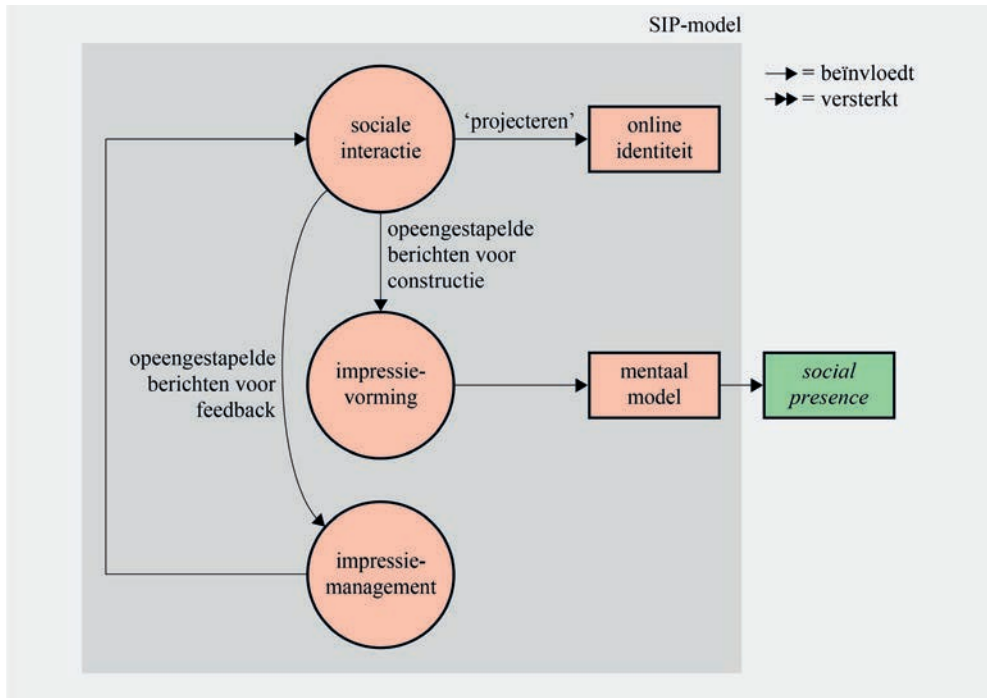 SIP-model
= beïnvloedt
= versterkt
sociale
interactie
‘projecteren’
online
identiteit
opeengestapelde
berichten voor
constructie
opeengestapelde
berichten voor
feedback
impressie-
vorming
mentaal
model
social
presence
impressie-
management